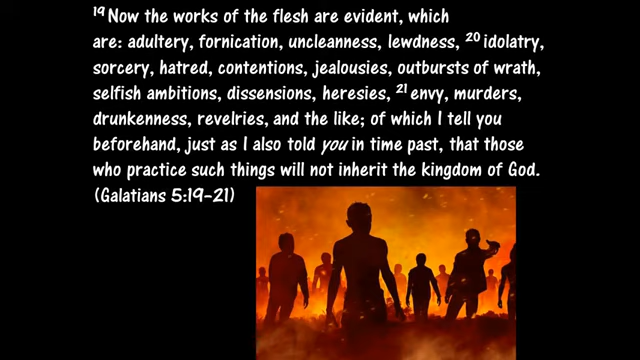 19 Now the works of the flesh are evident, which
are: adultery, fornication, uncleanness, lewdness, 20 idolatry,
sorcery, hatred, contentions, jealousies, outbursts of wrath,
selfish ambitions, dissensions, heresies, 21 envy, murders,
drunkenness, revelries, and the like; of which I tell you
beforehand, just as I also told you in time past, that those
who practice such things will not inherit the kingdom of God.
(Galatians 5:19-21)